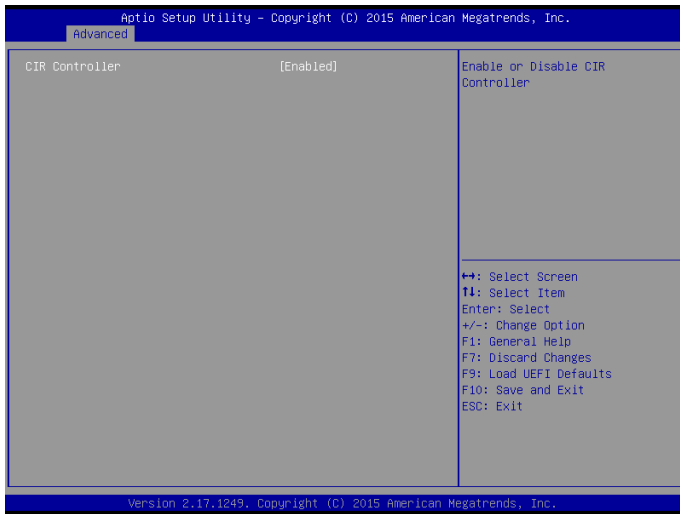 Aptio Setup Utility – Copyright (C) 2015 American Megatrends, Inc.
Advanced
CIR Controller [Enabled]
Enable or Disable CIR
Controller
↔: Select Screen
↑↓: Select Item
Enter: Select
+/-: Change Option
F1: General Help
F7: Discard Changes
F9: Load UEFI Defaults
F10: Save and Exit
ESC: Exit
Version 2.17.1249. Copyright (C) 2015 American Megatrends, Inc.